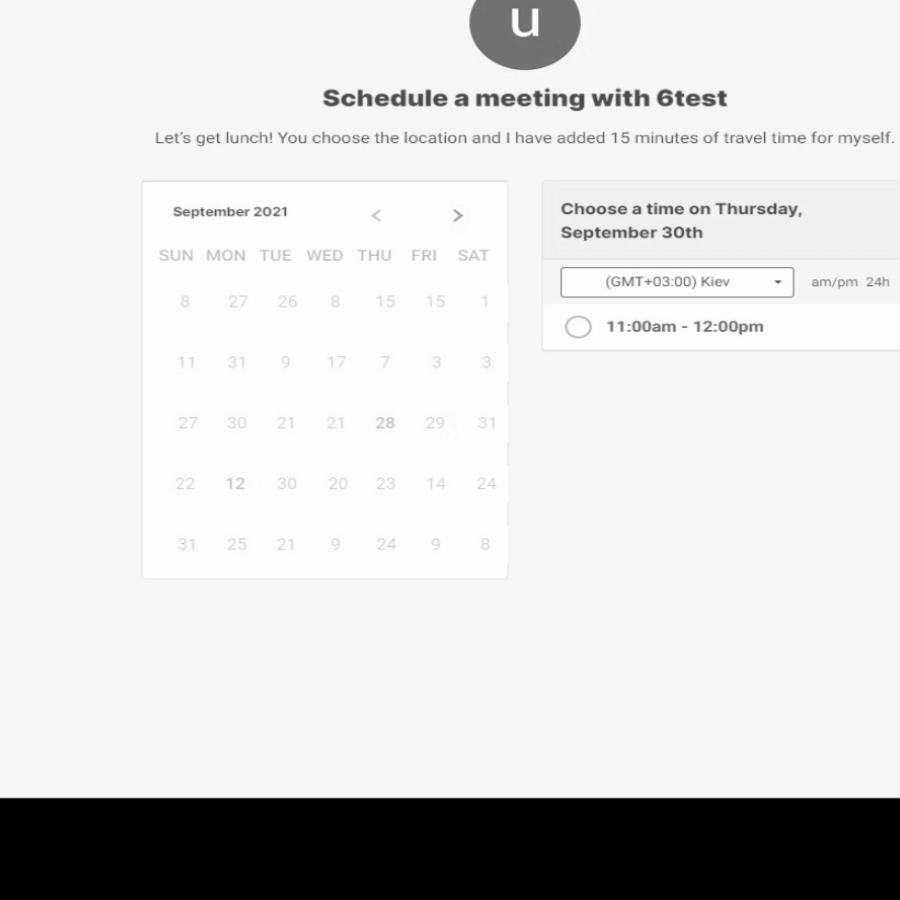 u
Schedule a meeting with 6test
Let's get lunch! You choose the location and I have added 15 minutes of travel time for myself.
September 2021 < >
SUN MON TUE WED THU FRI SAT
8 27 26 8 15 15 1
11 31 9 17 7 3 3
27 30 21 21 28 29 31
22 12 30 20 23 14 24
31 25 21 9 24 9 8
Choose a time on Thursday,
September 30th
(GMT+03:00) Kiev am/pm 24h
11:00am - 12:00pm